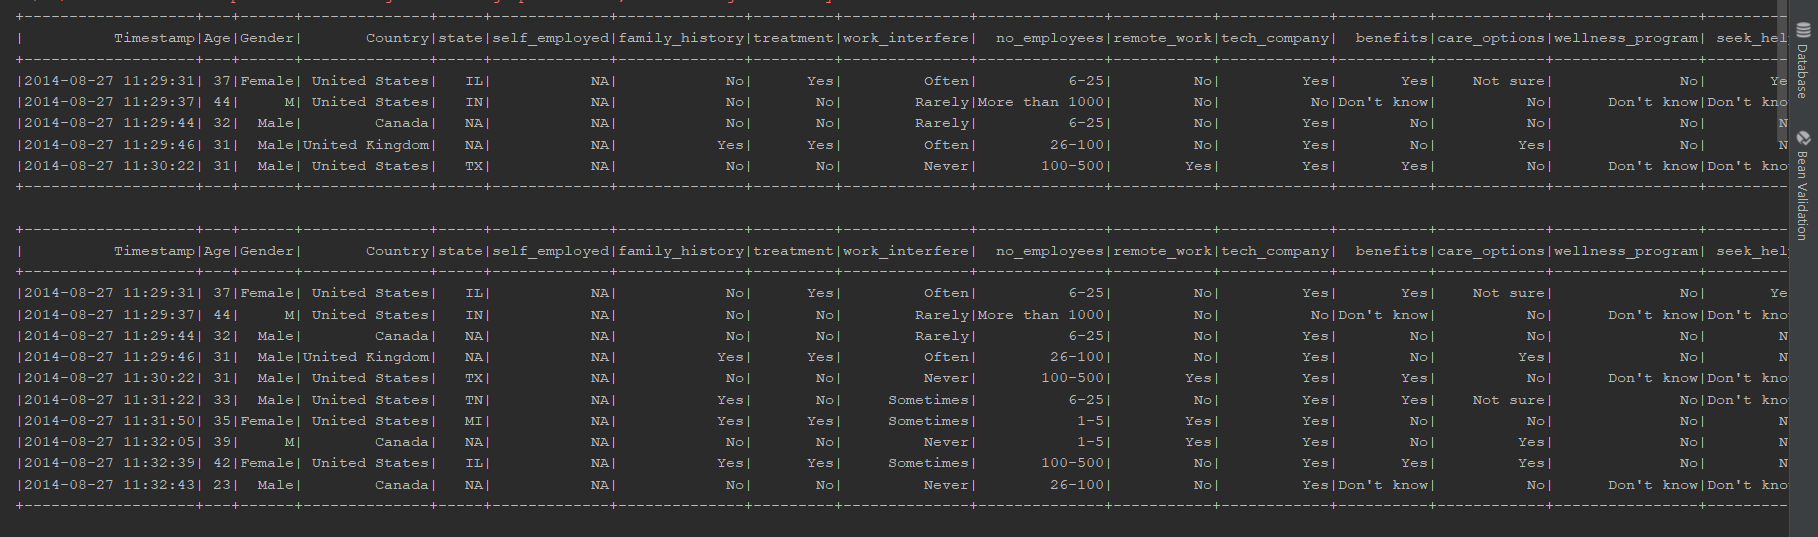 +-------------------+---+------+--------------+-----+-------------+--------------+---------+--------------+--------------+-----------+------------+----------+------------+----------------+---------
|          Timestamp|Age|Gender|       Country|state|self_employed|family_history|treatment|work_interfere|  no_employees|remote_work|tech_company|  benefits|care_options|wellness_program| seek_hel
+-------------------+---+------+--------------+-----+-------------+--------------+---------+--------------+--------------+-----------+------------+----------+------------+----------------+---------
|2014-08-27 11:29:31| 37|Female| United States|   IL|           NA|            No|      Yes|         Often|          6-25|         No|         Yes|       Yes|    Not sure|              No|       Ye
|2014-08-27 11:29:37| 44|     M| United States|   IN|           NA|            No|       No|        Rarely|More than 1000|         No|          No|Don't know|          No|      Don't know|Don't kno
|2014-08-27 11:29:44| 32|  Male|        Canada|   NA|           NA|            No|       No|        Rarely|          6-25|         No|         Yes|        No|          No|              No|        N
|2014-08-27 11:29:46| 31|  Male|United Kingdom|   NA|           NA|           Yes|      Yes|         Often|        26-100|         No|         Yes|        No|         Yes|              No|        N
|2014-08-27 11:30:22| 31|  Male| United States|   TX|           NA|            No|       No|         Never|       100-500|        Yes|         Yes|       Yes|          No|      Don't know|Don't kno
+-------------------+---+------+--------------+-----+-------------+--------------+---------+--------------+--------------+-----------+------------+----------+------------+----------------+---------
+-------------------+---+------+--------------+-----+-------------+--------------+---------+--------------+--------------+-----------+------------+----------+------------+----------------+---------
|          Timestamp|Age|Gender|       Country|state|self_employed|family_history|treatment|work_interfere|  no_employees|remote_work|tech_company|  benefits|care_options|wellness_program| seek_hel
+-------------------+---+------+--------------+-----+-------------+--------------+---------+--------------+--------------+-----------+------------+----------+------------+----------------+---------
|2014-08-27 11:29:31| 37|Female| United States|   IL|           NA|            No|      Yes|         Often|          6-25|         No|         Yes|       Yes|    Not sure|              No|       Ye
|2014-08-27 11:29:37| 44|     M| United States|   IN|           NA|            No|       No|        Rarely|More than 1000|         No|          No|Don't know|          No|      Don't know|Don't kno
|2014-08-27 11:29:44| 32|  Male|        Canada|   NA|           NA|            No|       No|        Rarely|          6-25|         No|         Yes|        No|          No|              No|        N
|2014-08-27 11:29:46| 31|  Male|United Kingdom|   NA|           NA|           Yes|      Yes|         Often|        26-100|         No|         Yes|        No|         Yes|              No|        N
|2014-08-27 11:30:22| 31|  Male| United States|   TX|           NA|            No|       No|         Never|       100-500|        Yes|         Yes|       Yes|          No|      Don't know|Don't kno
|2014-08-27 11:31:22| 33|  Male| United States|   TN|           NA|           Yes|       No|     Sometimes|          6-25|         No|         Yes|       Yes|    Not sure|              No|Don't kno
|2014-08-27 11:31:50| 35|Female| United States|   MI|           NA|           Yes|      Yes|     Sometimes|           1-5|        Yes|         Yes|        No|          No|              No|        N
|2014-08-27 11:32:05| 39|     M|        Canada|   NA|           NA|            No|       No|         Never|           1-5|        Yes|         Yes|        No|         Yes|              No|        N
|2014-08-27 11:32:39| 42|Female| United States|   IL|           NA|           Yes|      Yes|     Sometimes|       100-500|         No|         Yes|       Yes|         Yes|              No|        N
|2014-08-27 11:32:43| 23|  Male|        Canada|   NA|           NA|            No|       No|         Never|        26-100|         No|         Yes|Don't know|          No|      Don't know|Don't kno
+-------------------+---+------+--------------+-----+-------------+--------------+---------+--------------+--------------+-----------+------------+----------+------------+----------------+---------
Database
Bean Validation